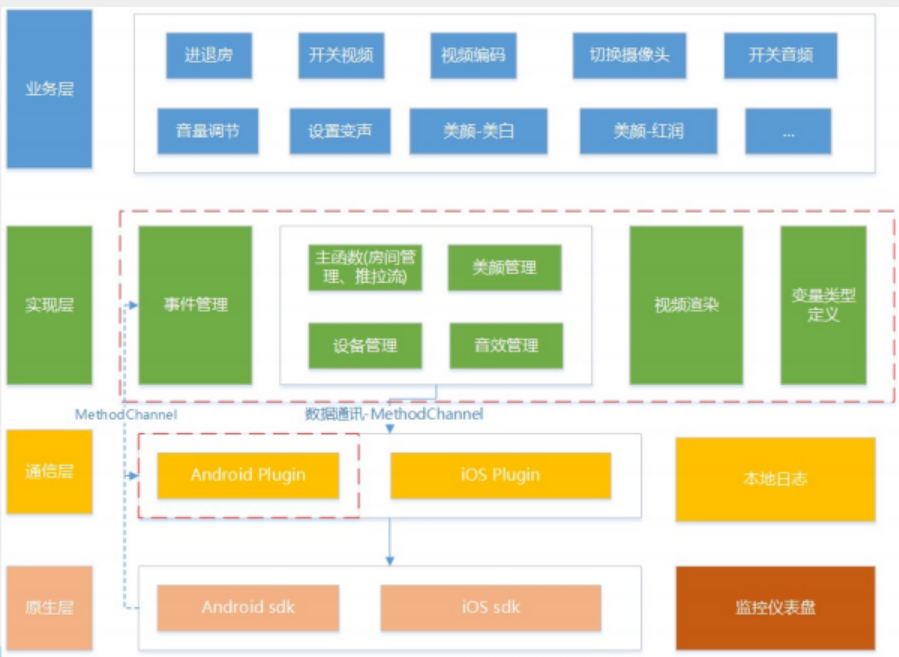 业务层
进退房
开关视频
视频编码
切换摄像头
开关音频
音量调节
设置变声
美颜-美白
美颜-红润
...
实现层
事件管理
主函数(房间管
理、推拉流)
美颜管理
设备管理
音效管理
视频渲染
变量类型
定义
MethodChannel
数据通讯-MethodChannel
通信层
Android Plugin
iOS Plugin
本地日志
原生层
Android sdk
iOS sdk
监控仪表盘